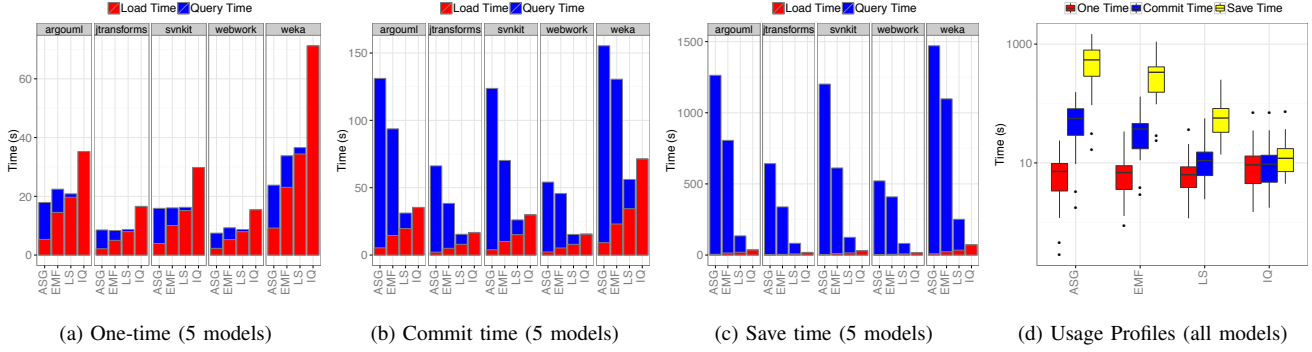 Load Time Query Time
argouml jtransforms svnkit webwork weka
Time (s)
60
40
20
0
ASG EMF LS IQ ASG EMF LS IQ ASG EMF LS IQ ASG EMF LS IQ ASG EMF LS IQ
(a) One-time (5 models)
Load Time Query Time
argouml jtransforms svnkit webwork weka
Time (s)
150
100
50
0
ASG EMF LS IQ ASG EMF LS IQ ASG EMF LS IQ ASG EMF LS IQ ASG EMF LS IQ
(b) Commit time (5 models)
Load Time Query Time
argouml jtransforms svnkit webwork weka
Time (s)
1500
1000
500
0
ASG EMF LS IQ ASG EMF LS IQ ASG EMF LS IQ ASG EMF LS IQ ASG EMF LS IQ
(c) Save time (5 models)
One Time Commit Time Save Time
Time (s)
1000
10
ASG EMF LS IQ
(d) Usage Profiles (all models)